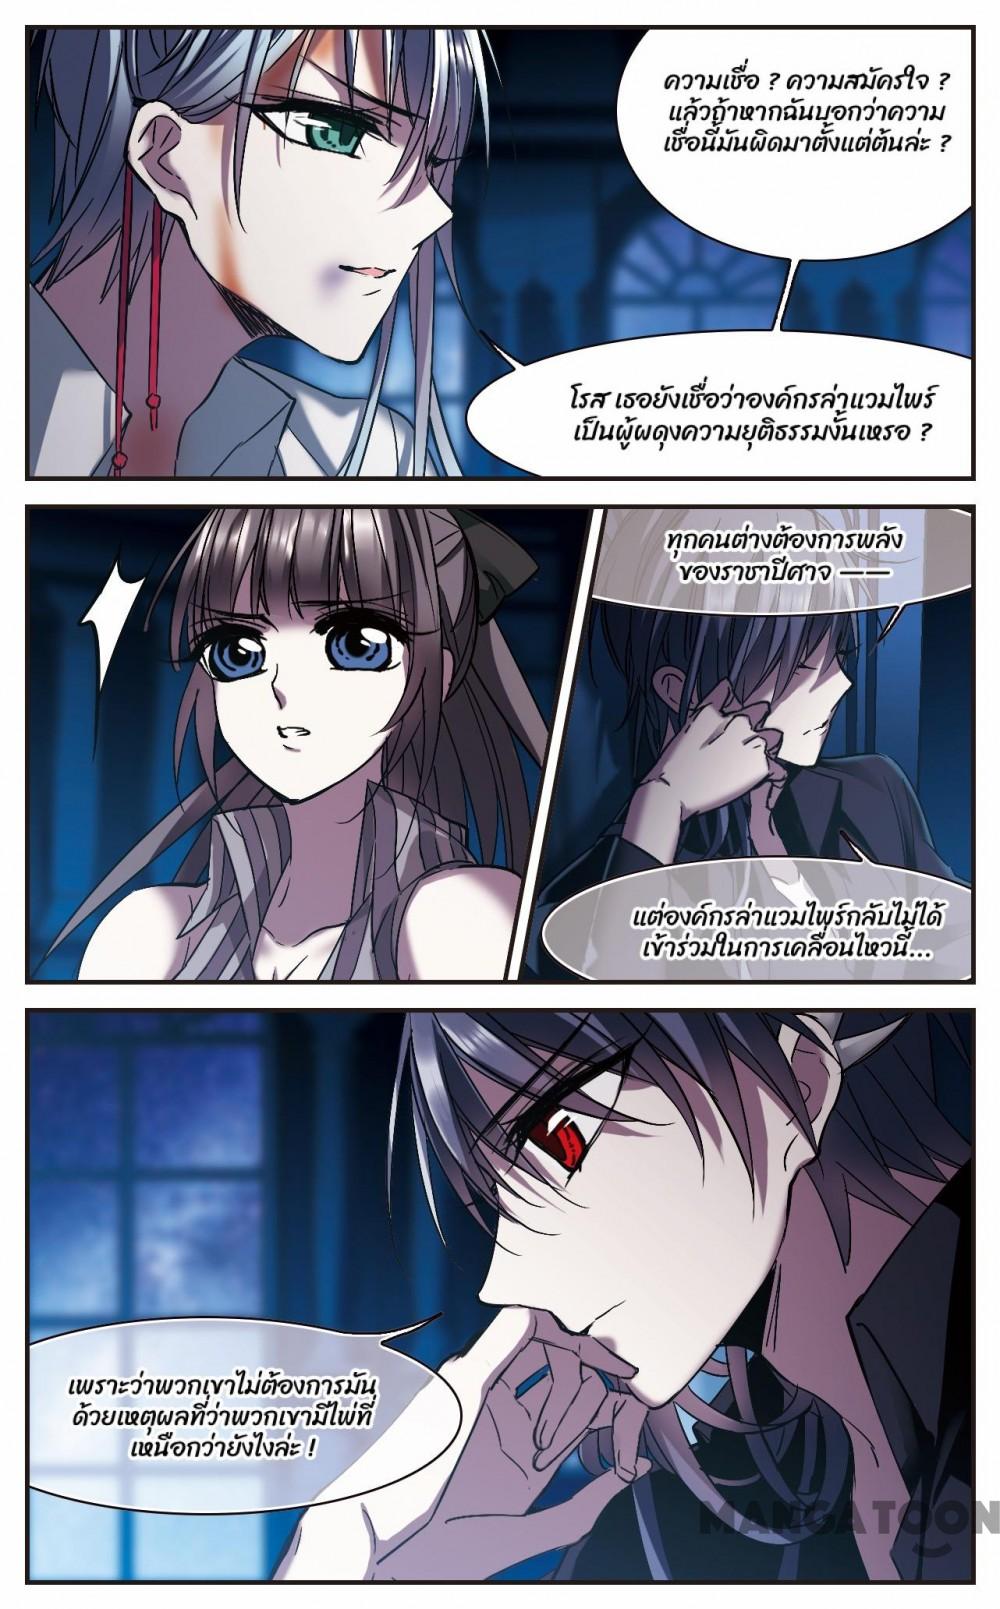 ความเชื่อ ? ความสมัครใจ ?
แล้วถ้าหากฉันบอกว่าความ
เชื่อนี้มันผิดมาตั้งแต่ต้นล่ะ ?
โรส เธอยังเชื่อว่าองค์กรล่าแวมไพร์
เป็นผู้ผดุงความยุติธรรมงั้นเหรอ ?
ทุกคนต่างต้องการพลัง
ของราชาปีศาจ ——
แต่องค์กรล่าแวมไพร์กลับไม่ได้
เข้าร่วมในการเคลื่อนไหวนี้...
เพราะว่าพวกเขาไม่ต้องการมัน
ด้วยเหตุผลที่ว่าพวกเขามีไพ่ที่
เหนือกว่ายังไงล่ะ !
MANGATOON